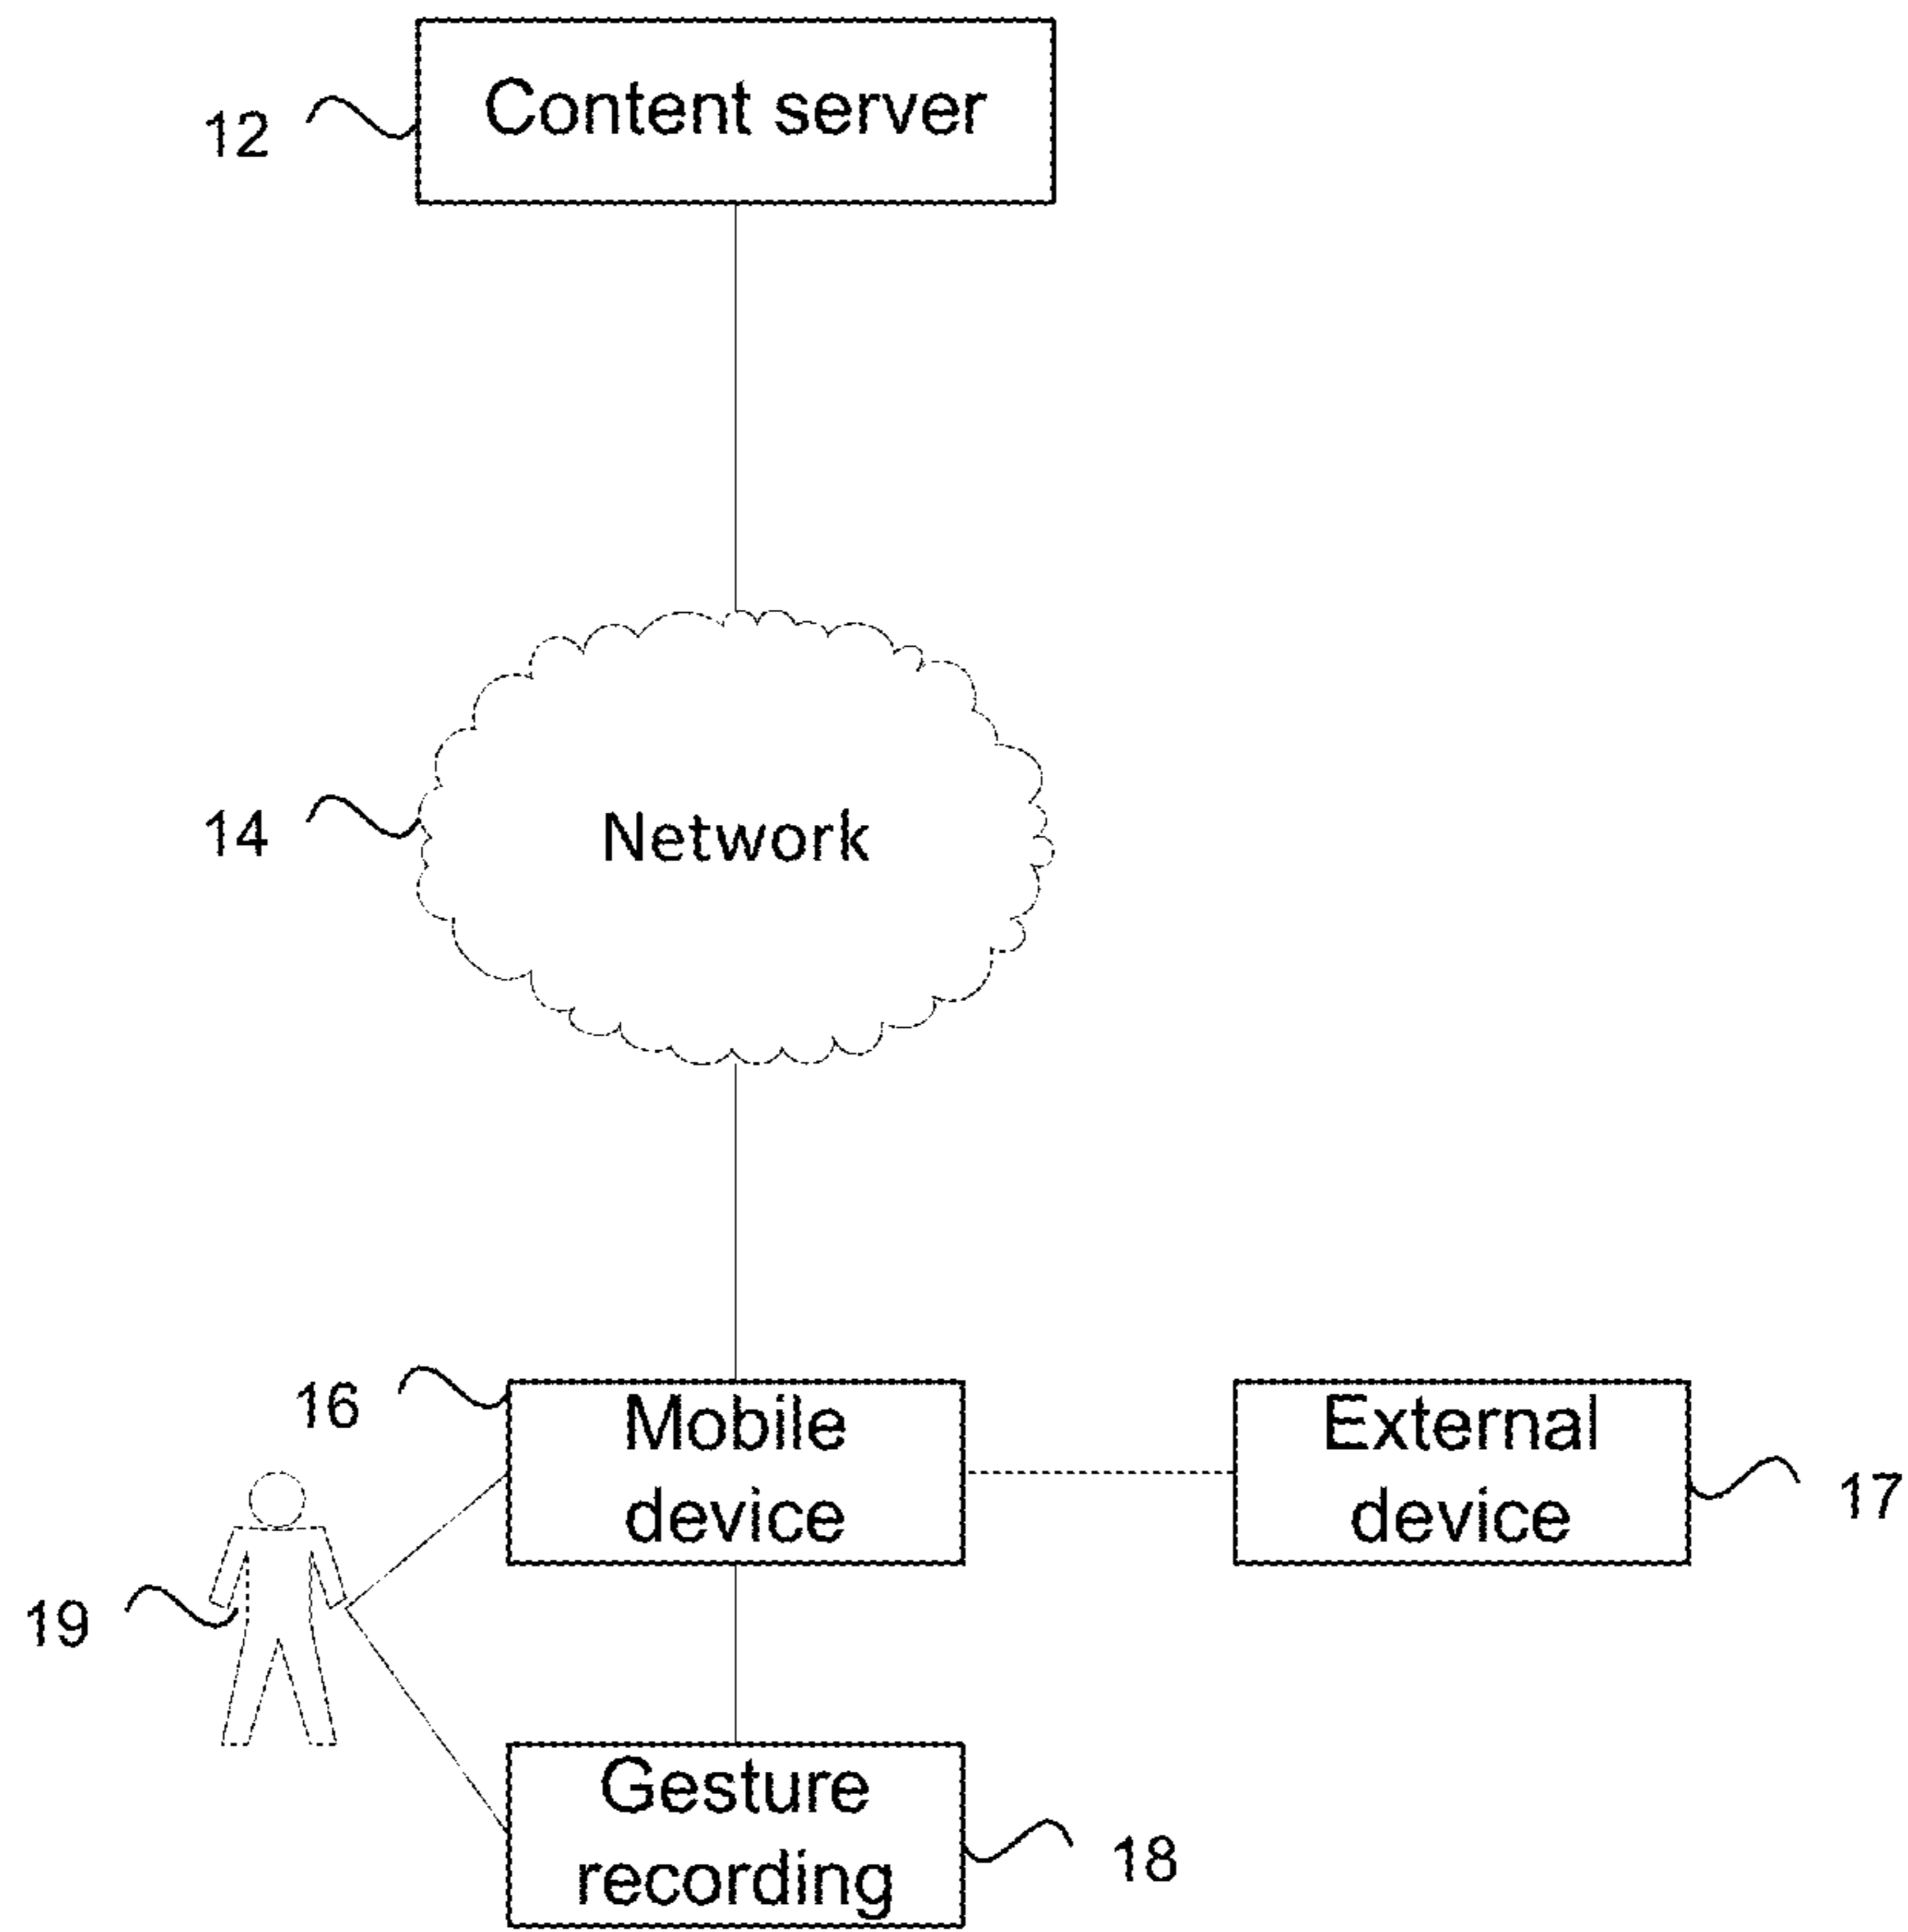 Content server
12
Network
14
16
Mobile
device
External
device
17
19
Gesture
recording
18